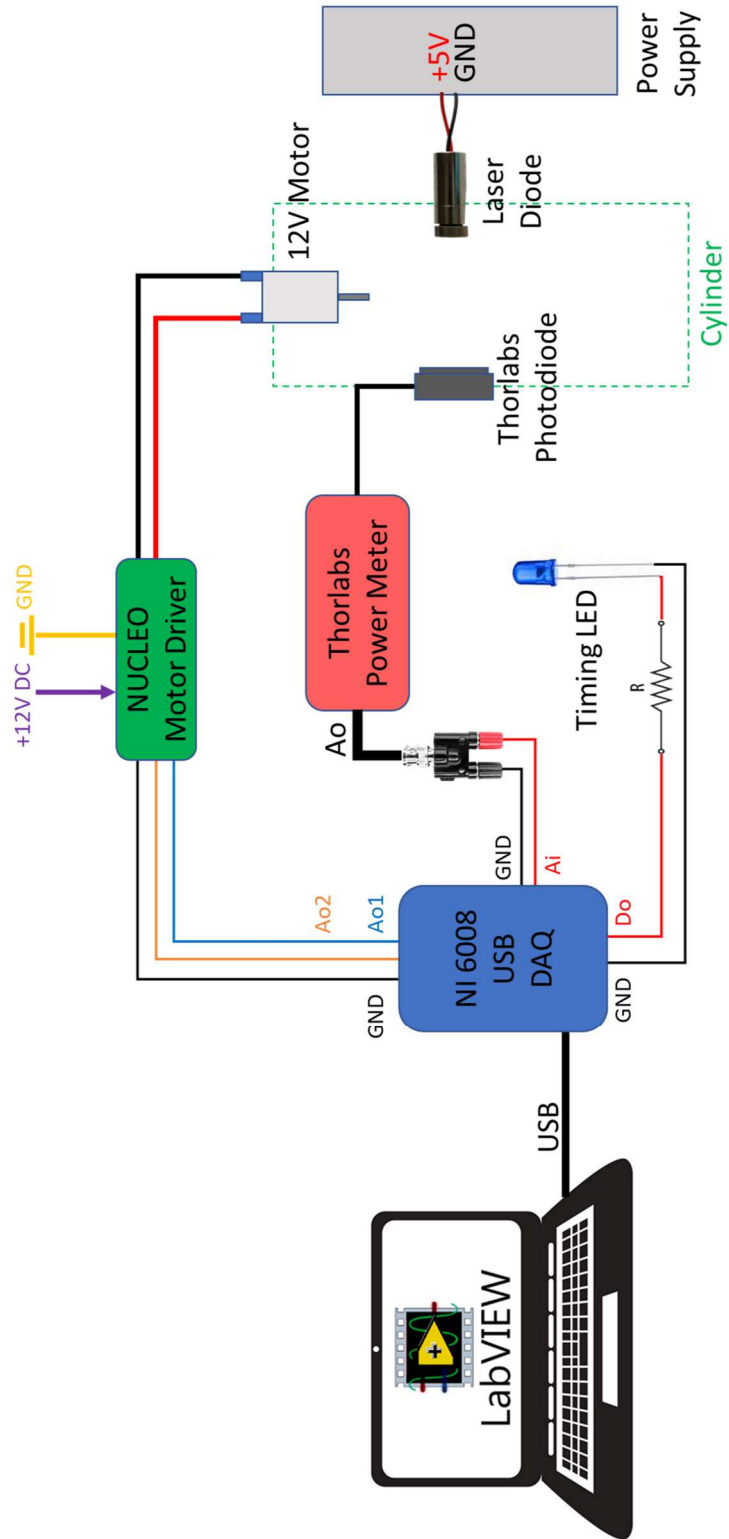 +12V DC
GND
NUCLEO
Motor Driver
12V Motor
GND
Ao2
Ao1
Ao
Thorlabs
Power Meter
Thorlabs
Photodiode
Laser
Diode
+5V
GND
Power
Supply
Cylinder
LabVIEW
USB
NI 6008
USB
DAQ
GND
Ai
GND
Do
R
Timing LED